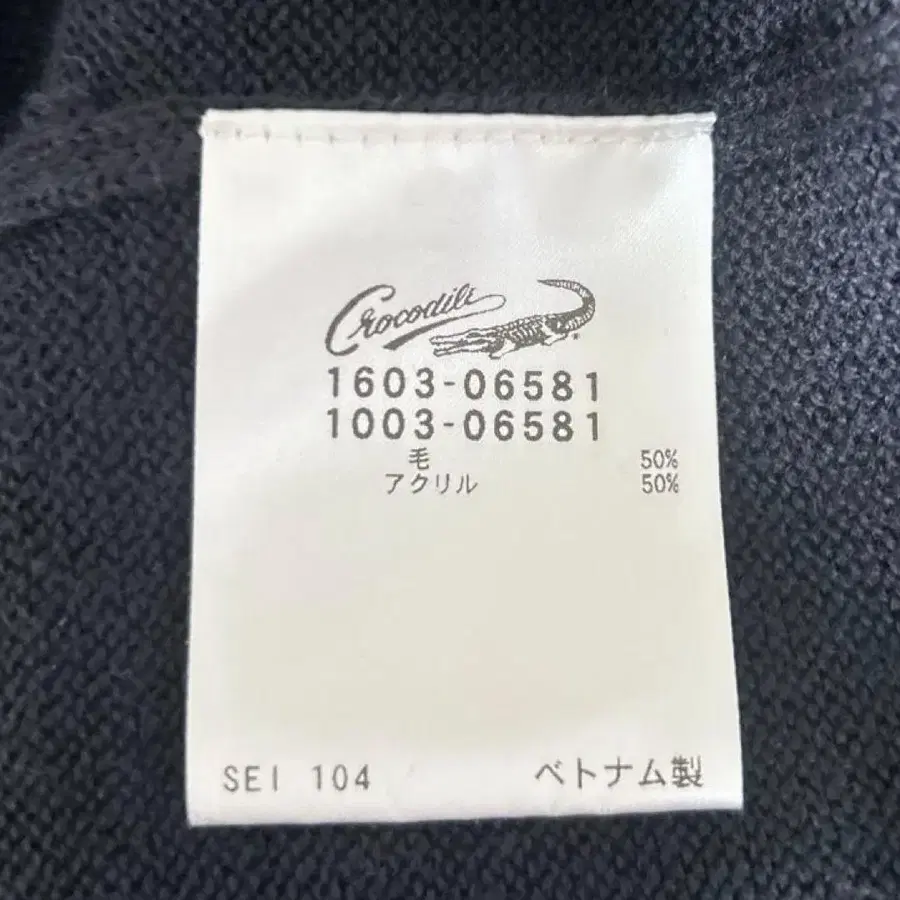 Crocodile
1603-06581
1003-06581
毛 50%
アクリル 50%
SEI 104 ベトナム製